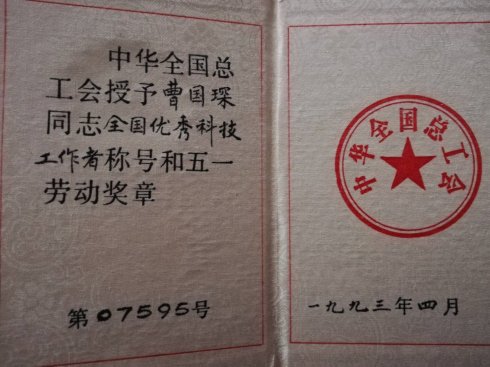 中华全国总
工会授予曹国琛
同志全国优秀科技
工作者称号和五一
劳动奖章
第07595号
中华全国总工会
一九九三年四月